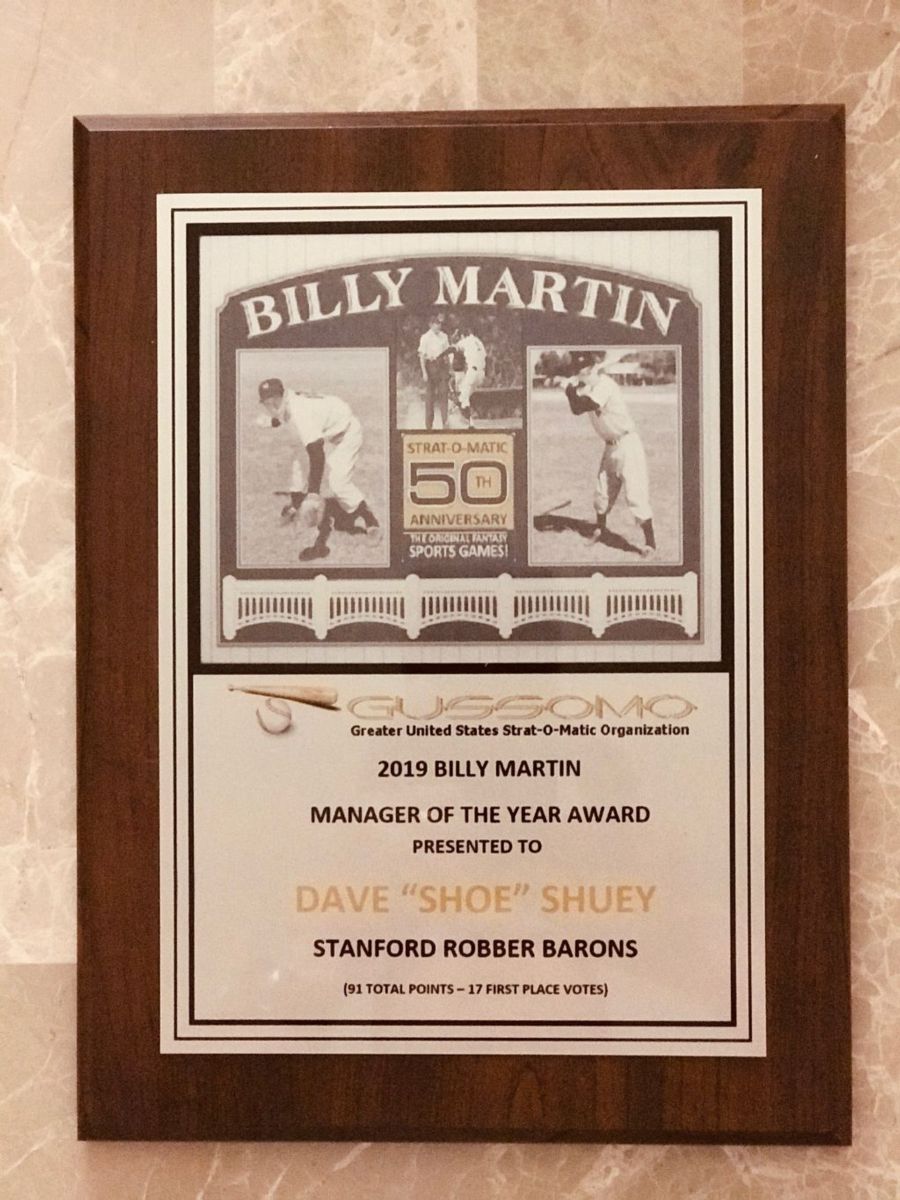 BILLY MARTIN
STRAT-O-MATIC
50TH
ANNIVERSARY
THE ORIGINAL FANTASY
SPORTS GAMES!
GUSSOMO
Greater United States Strat-O-Matic Organization
2019 BILLY MARTIN
MANAGER OF THE YEAR AWARD
PRESENTED TO
DAVE “SHOE” SHUEY
STANFORD ROBBER BARONS
(91 TOTAL POINTS – 17 FIRST PLACE VOTES)